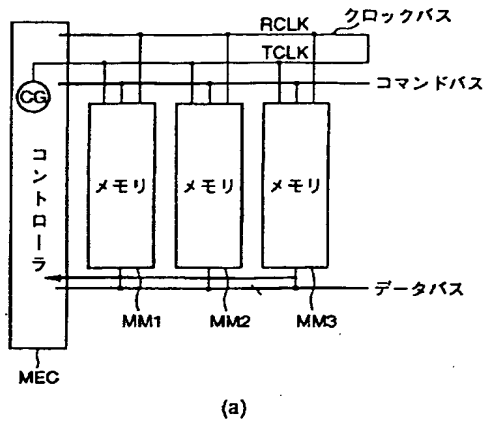 RCLK
クロックバス
TCLK
コマンドバス
CG
コントローラ
メモリ
メモリ
メモリ
データバス
MM1
MM2
MM3
MEC
(a)